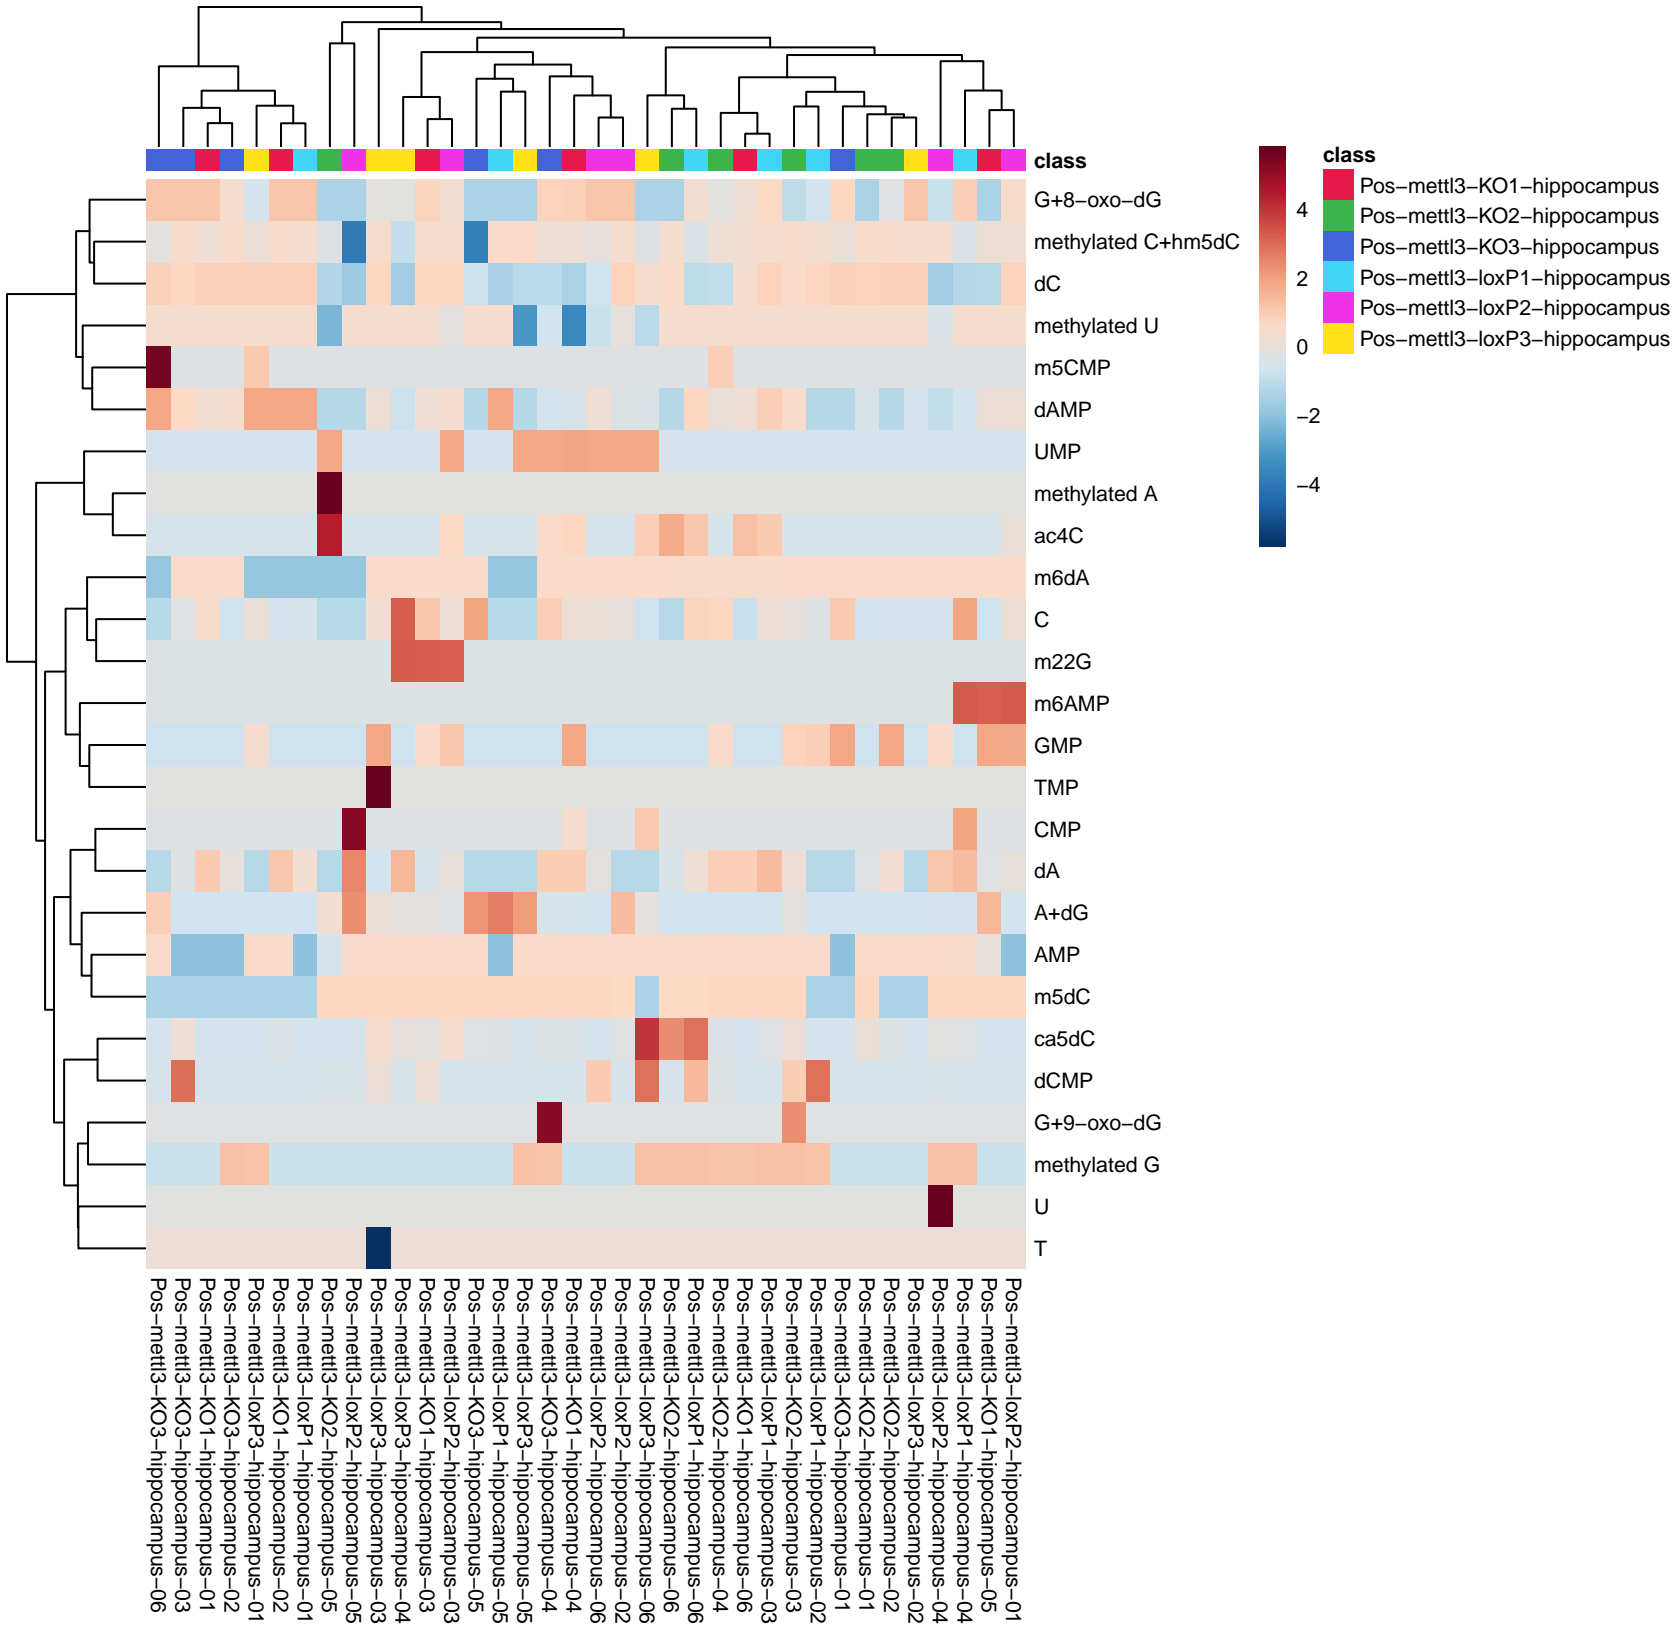 class
G+8−oxo−dG
methylated C+hm5dC
dC
methylated U
m5CMP
dAMP
UMP
methylated A
ac4C
m6dA
C
m22G
m6AMP
GMP
TMP
CMP
dA
A+dG
AMP
m5dC
ca5dC
dCMP
G+9−oxo−dG
methylated G
U
T
4
2
0
−2
−4
class
Pos−mettl3−KO1−hippocampus
Pos−mettl3−KO2−hippocampus
Pos−mettl3−KO3−hippocampus
Pos−mettl3−loxP1−hippocampus
Pos−mettl3−loxP2−hippocampus
Pos−mettl3−loxP3−hippocampus
Pos−mettl3−KO3−hippocampus−06
Pos−mettl3−KO3−hippocampus−03
Pos−mettl3−KO1−hippocampus−01
Pos−mettl3−KO3−hippocampus−02
Pos−mettl3−loxP3−hippocampus−01
Pos−mettl3−KO1−hippocampus−02
Pos−mettl3−loxP1−hippocampus−01
Pos−mettl3−KO2−hippocampus−05
Pos−mettl3−loxP2−hippocampus−05
Pos−mettl3−loxP3−hippocampus−03
Pos−mettl3−loxP3−hippocampus−04
Pos−mettl3−KO1−hippocampus−03
Pos−mettl3−loxP2−hippocampus−03
Pos−mettl3−KO3−hippocampus−05
Pos−mettl3−loxP1−hippocampus−05
Pos−mettl3−loxP3−hippocampus−05
Pos−mettl3−KO3−hippocampus−04
Pos−mettl3−KO1−hippocampus−04
Pos−mettl3−loxP2−hippocampus−06
Pos−mettl3−loxP2−hippocampus−02
Pos−mettl3−loxP3−hippocampus−06
Pos−mettl3−KO2−hippocampus−06
Pos−mettl3−loxP1−hippocampus−06
Pos−mettl3−KO2−hippocampus−04
Pos−mettl3−KO1−hippocampus−06
Pos−mettl3−loxP1−hippocampus−03
Pos−mettl3−KO2−hippocampus−03
Pos−mettl3−loxP1−hippocampus−02
Pos−mettl3−KO3−hippocampus−01
Pos−mettl3−KO2−hippocampus−01
Pos−mettl3−KO2−hippocampus−02
Pos−mettl3−loxP3−hippocampus−02
Pos−mettl3−loxP2−hippocampus−04
Pos−mettl3−loxP1−hippocampus−04
Pos−mettl3−KO1−hippocampus−05
Pos−mettl3−loxP2−hippocampus−01